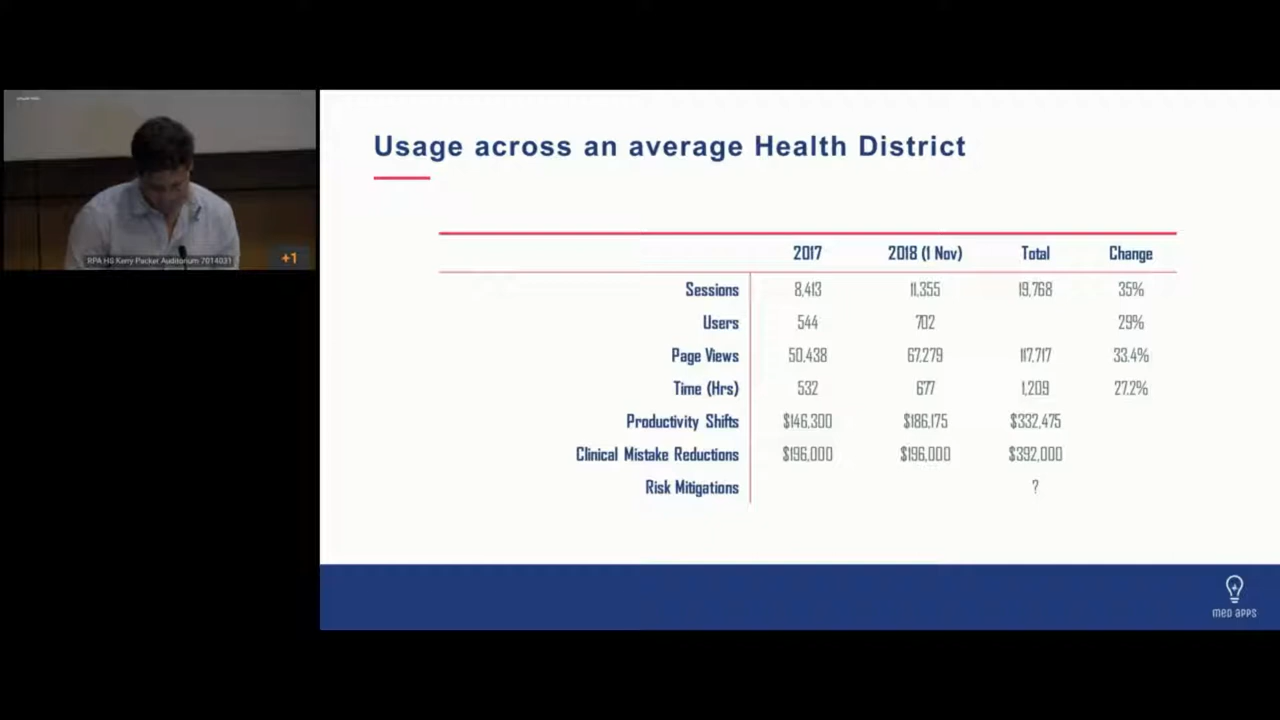 RPA HS Kerry Packer Auditorium 7014031
+1
Usage across an average Health District
2017 2018 (1 Nov) Total Change
Sessions 8,413 11,355 19,768 35%
Users 544 702 29%
Page Views 50,438 67,279 117,717 33.4%
Time (Hrs) 532 677 1,209 27.2%
Productivity Shifts $146,300 $186,175 $332,475
Clinical Mistake Reductions $196,000 $196,000 $392,000
Risk Mitigations ?
med apps